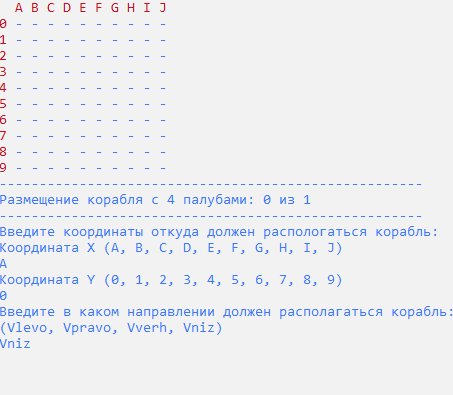 A B C D E F G H I J
0 - - - - - - - - - -
1 - - - - - - - - - -
2 - - - - - - - - - -
3 - - - - - - - - - -
4 - - - - - - - - - -
5 - - - - - - - - - -
6 - - - - - - - - - -
7 - - - - - - - - - -
8 - - - - - - - - - -
9 - - - - - - - - - -
-----------------------------------------------------
Размещение корабля с 4 палубами: 0 из 1
-----------------------------------------------------
Введите координаты откуда должен распологаться корабль:
Координата X (A, B, C, D, E, F, G, H, I, J)
A
Координата Y (0, 1, 2, 3, 4, 5, 6, 7, 8, 9)
0
Введите в каком направлении должен располагаться корабль:
(Vlevo, Vpravo, Vverh, Vniz)
Vniz